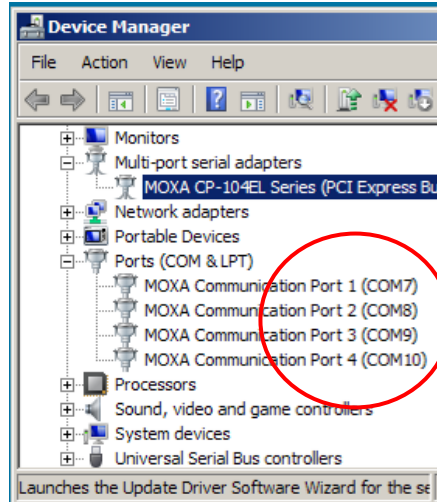 Device Manager
File Action View Help
Monitors
Multi-port serial adapters
MOXA CP-104EL Series (PCI Express Bu
Network adapters
Portable Devices
Ports (COM & LPT)
MOXA Communication Port 1 (COM7)
MOXA Communication Port 2 (COM8)
MOXA Communication Port 3 (COM9)
MOXA Communication Port 4 (COM10)
Processors
Sound, video and game controllers
System devices
Universal Serial Bus controllers
Launches the Update Driver Software Wizard for the se